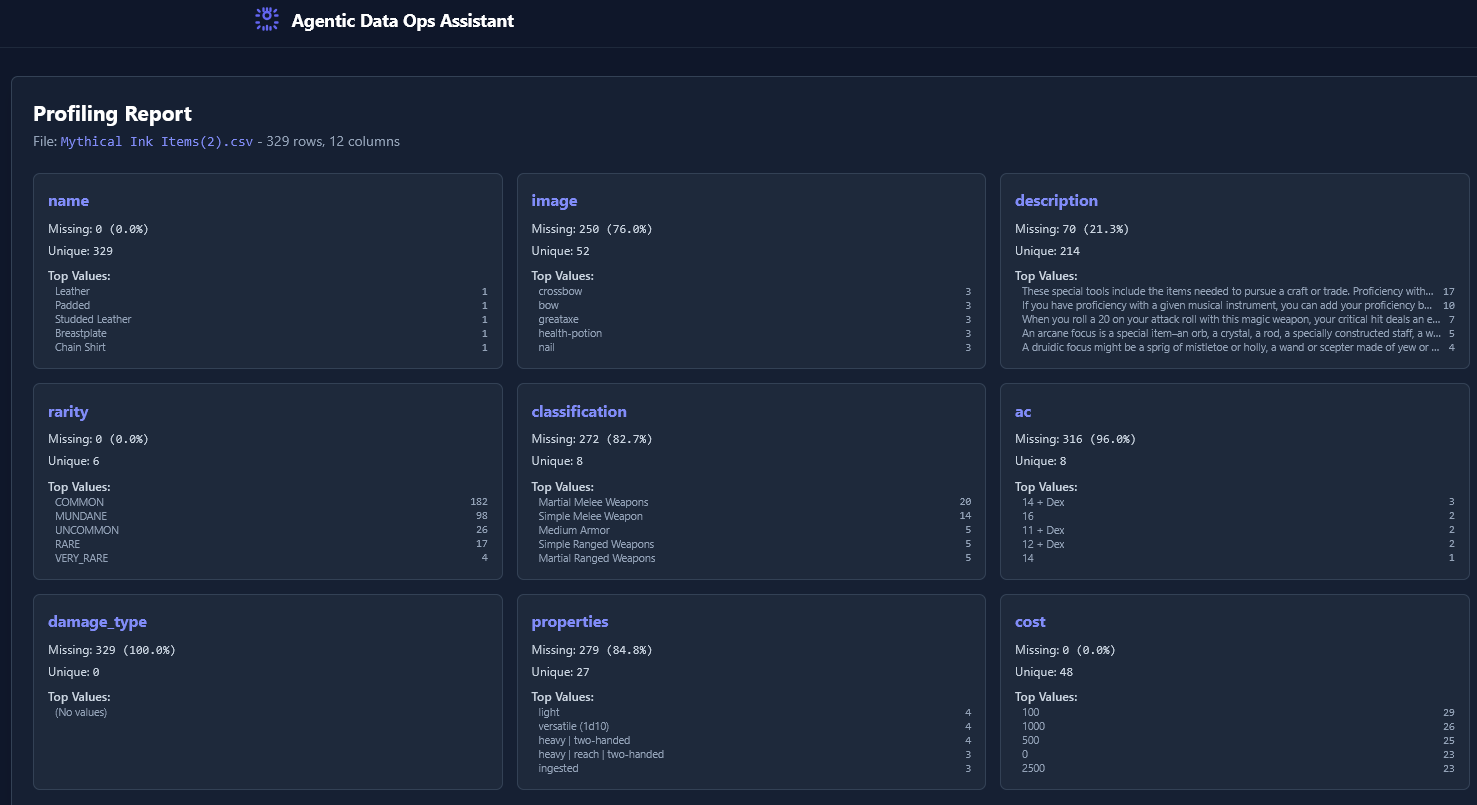 Agentic Data Ops Assistant
Profiling Report
File: Mythical Ink Items(2).csv - 329 rows, 12 columns
name
Missing: 0 (0.0%)
Unique: 329
Top Values:
Leather 1
Padded 1
Studded Leather 1
Breastplate 1
Chain Shirt 1
image
Missing: 250 (76.0%)
Unique: 52
Top Values:
crossbow 3
bow 3
greataxe 3
health-potion 3
nail 3
description
Missing: 70 (21.3%)
Unique: 214
Top Values:
These special tools include the items needed to pursue a craft or trade. Proficiency with... 17
If you have proficiency with a given musical instrument, you can add your proficiency b... 10
When you roll a 20 on your attack roll with this magic weapon, your critical hit deals an e... 7
An arcane focus is a special item–an orb, a crystal, a rod, a specially constructed staff, a w... 5
A druidic focus might be a sprig of mistletoe or holly, a wand or scepter made of yew or ... 4
rarity
Missing: 0 (0.0%)
Unique: 6
Top Values:
COMMON 182
MUNDANE 98
UNCOMMON 26
RARE 17
VERY_RARE 4
classification
Missing: 272 (82.7%)
Unique: 8
Top Values:
Martial Melee Weapons 20
Simple Melee Weapon 14
Medium Armor 5
Simple Ranged Weapons 5
Martial Ranged Weapons 5
ac
Missing: 316 (96.0%)
Unique: 8
Top Values:
14 + Dex 3
16 2
11 + Dex 2
12 + Dex 2
14 1
damage_type
Missing: 329 (100.0%)
Unique: 0
Top Values:
(No values)
properties
Missing: 279 (84.8%)
Unique: 27
Top Values:
light 4
versatile (1d10) 4
heavy | two-handed 4
heavy | reach | two-handed 3
ingested 3
cost
Missing: 0 (0.0%)
Unique: 48
Top Values:
100 29
1000 26
500 25
0 23
2500 23